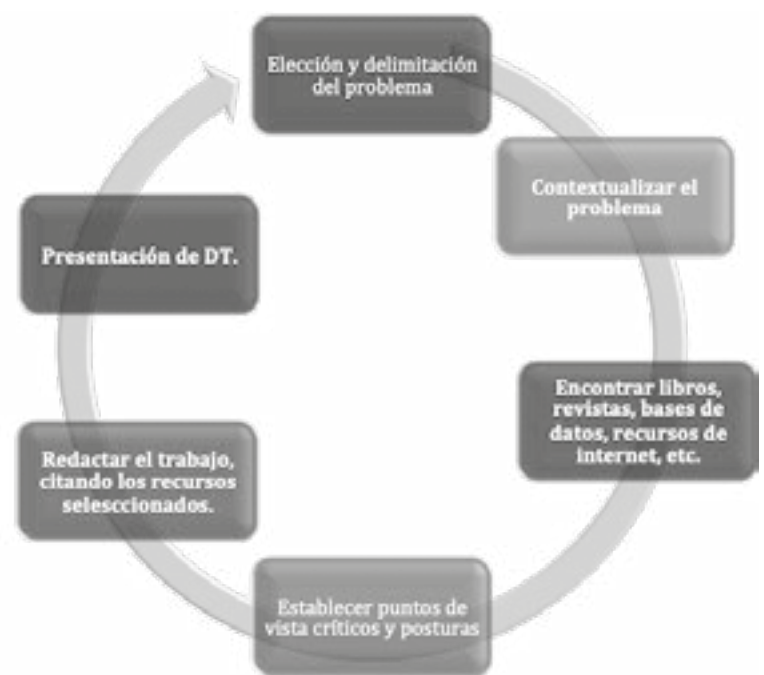 Elección y delimitación
del problema
Contextualizar el
problema
Encontrar libros,
revistas, bases de
datos, recursos de
internet, etc.
Establecer puntos de
vista críticos y posturas
Redactar el trabajo,
citando los recursos
selesccionados.
Presentación de DT.